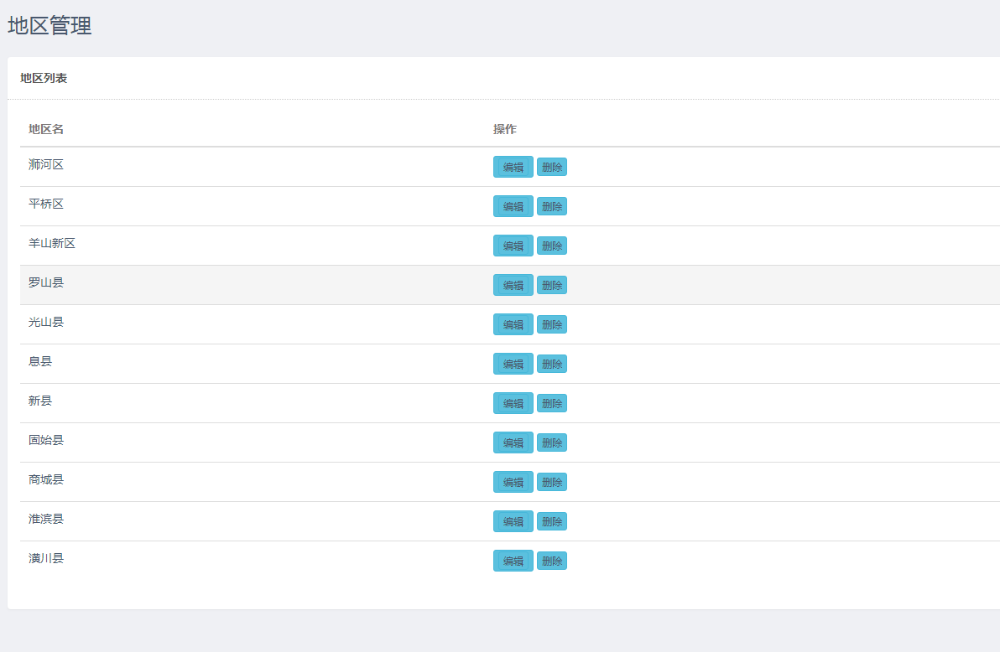 地区管理
地区列表
地区名 操作
浉河区 编辑 删除
平桥区 编辑 删除
羊山新区 编辑 删除
罗山县 编辑 删除
光山县 编辑 删除
息县 编辑 删除
新县 编辑 删除
固始县 编辑 删除
商城县 编辑 删除
淮滨县 编辑 删除
潢川县 编辑 删除